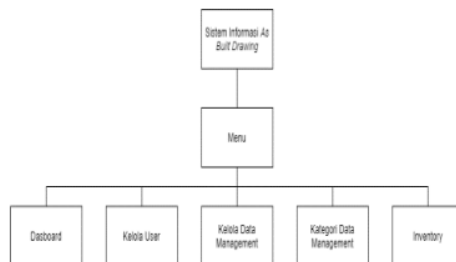 Sistem Informasi As
Built Drawing
Menu
Dasboard
Kelola User
Kelola Data
Management
Kategori Data
Management
Inventory